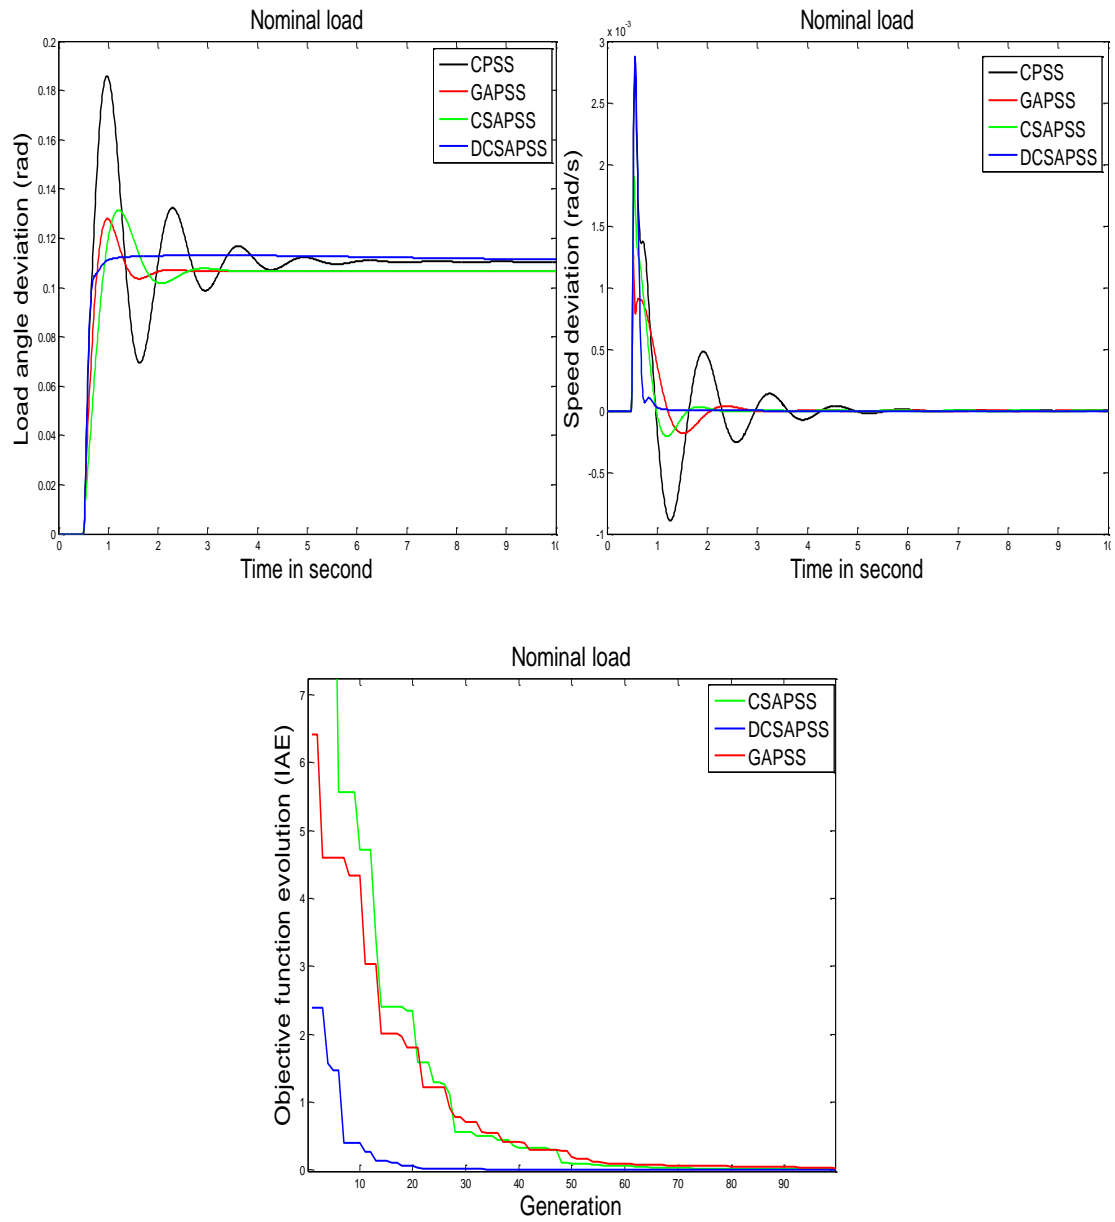 Nominal load
Load angle deviation (rad)
0.2
0.18
0.16
0.14
0.12
0.1
0.08
0.06
0.04
0.02
0
CPSS
GAPSS
CSAPSS
DCSAPSS
0 1 2 3 4 5 6 7 8 9 10
Time in second
Nominal load
x 10⁻³
Speed deviation (rad/s)
3
2.5
2
1.5
1
0.5
0
-0.5
-1
CPSS
GAPSS
CSAPSS
DCSAPSS
0 1 2 3 4 5 6 7 8 9 10
Time in second
Nominal load
Objective function evolution (IAE)
7
6
5
4
3
2
1
0
CSAPSS
DCSAPSS
GAPSS
10 20 30 40 50 60 70 80 90
Generation